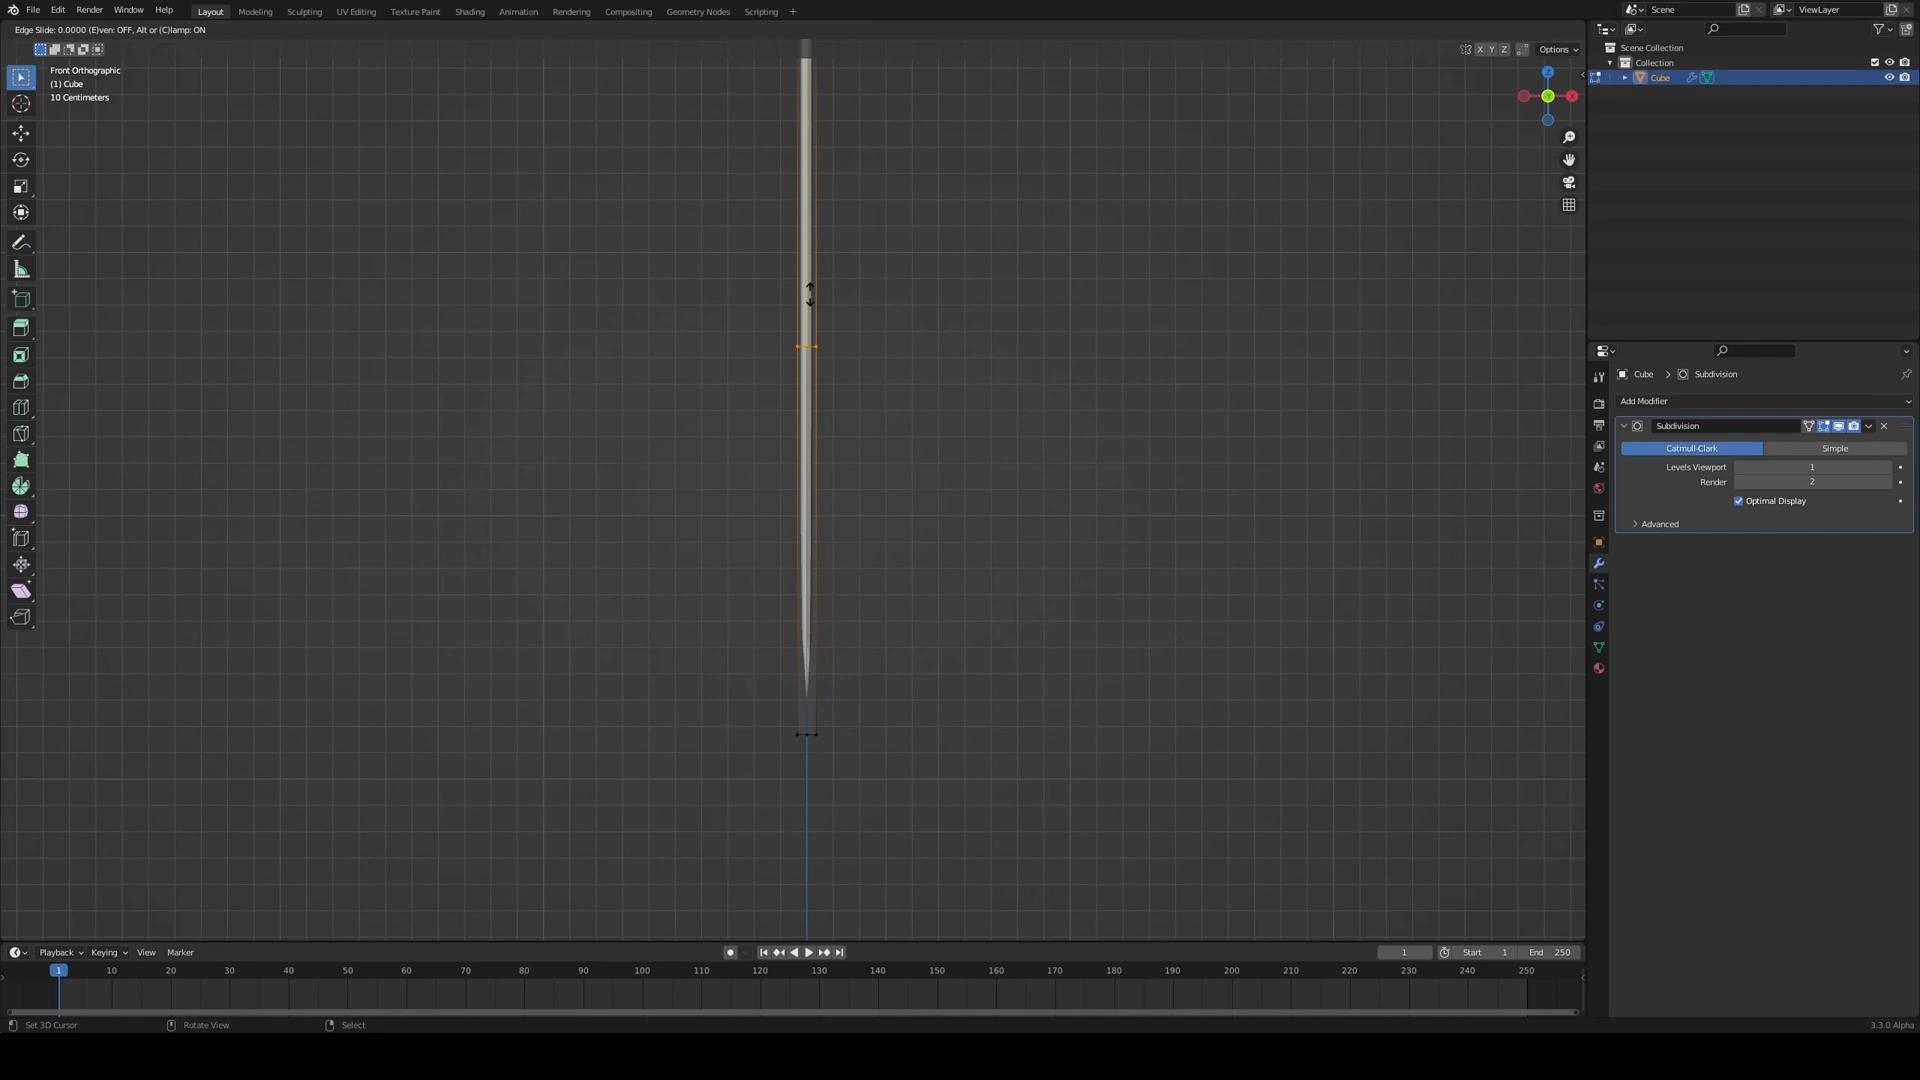 File Edit Render Window Help Layout Modeling Sculpting UV Editing Texture Paint Shading Animation Rendering Compositing Geometry Nodes Scripting + Scene ViewLayer
Edge Slide: 0.0000 (E)ven: OFF, Alt or (C)lamp: ON
X Y Z Options
Front Orthographic
(1) Cube
10 Centimeters
Z
X
Y
Scene Collection
Collection
Cube
Cube > Subdivision
Add Modifier
Subdivision
Catmull-Clark Simple
Levels Viewport 1
Render 2
Optimal Display
Advanced
Playback Keying View Marker 1 Start 1 End 250
1 10 20 30 40 50 60 70 80 90 100 110 120 130 140 150 160 170 180 190 200 210 220 230 240 250
Set 3D Cursor Rotate View Select 3.3.0 Alpha